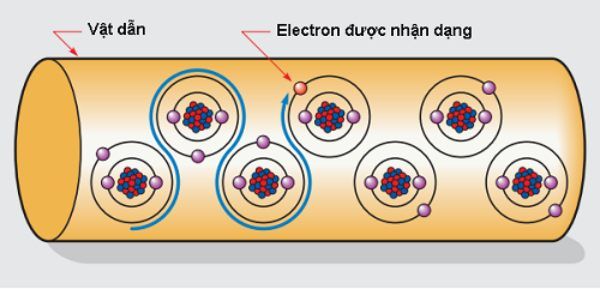 Vật dẫn
Electron được nhận dạng